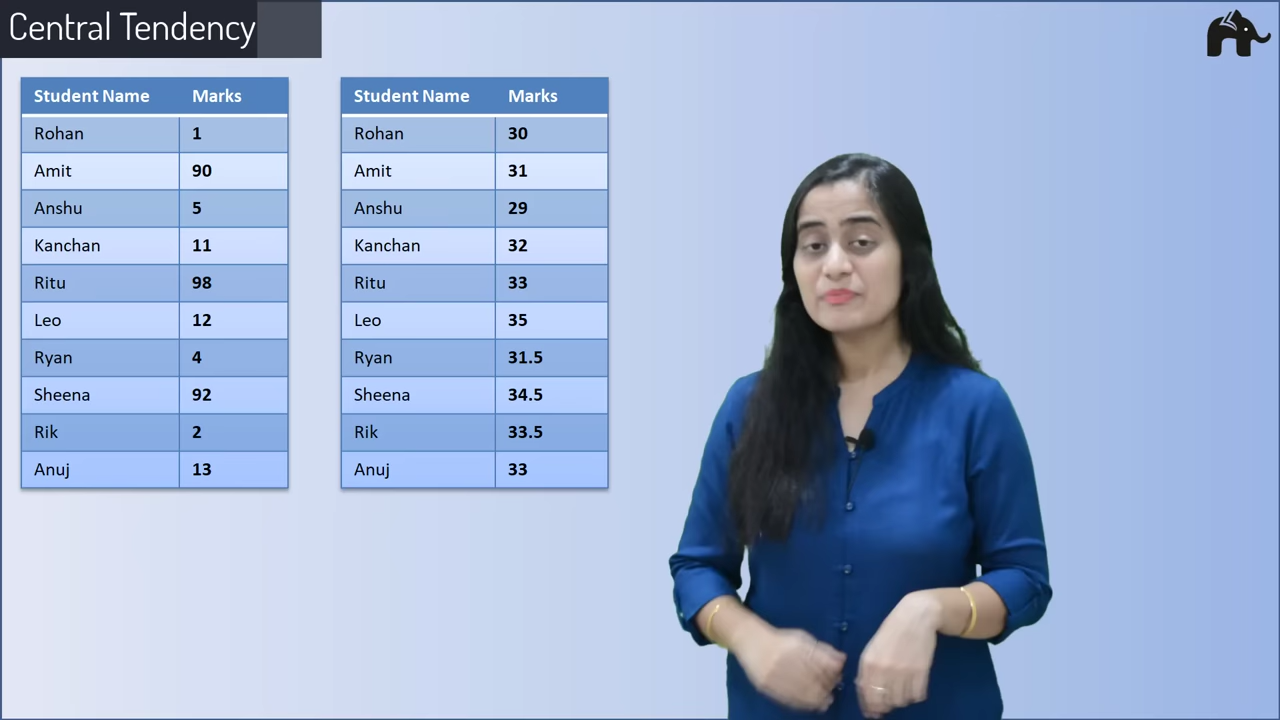 Central Tendency
Student Name Marks
Rohan 1
Amit 90
Anshu 5
Kanchan 11
Ritu 98
Leo 12
Ryan 4
Sheena 92
Rik 2
Anuj 13
Student Name Marks
Rohan 30
Amit 31
Anshu 29
Kanchan 32
Ritu 33
Leo 35
Ryan 31.5
Sheena 34.5
Rik 33.5
Anuj 33